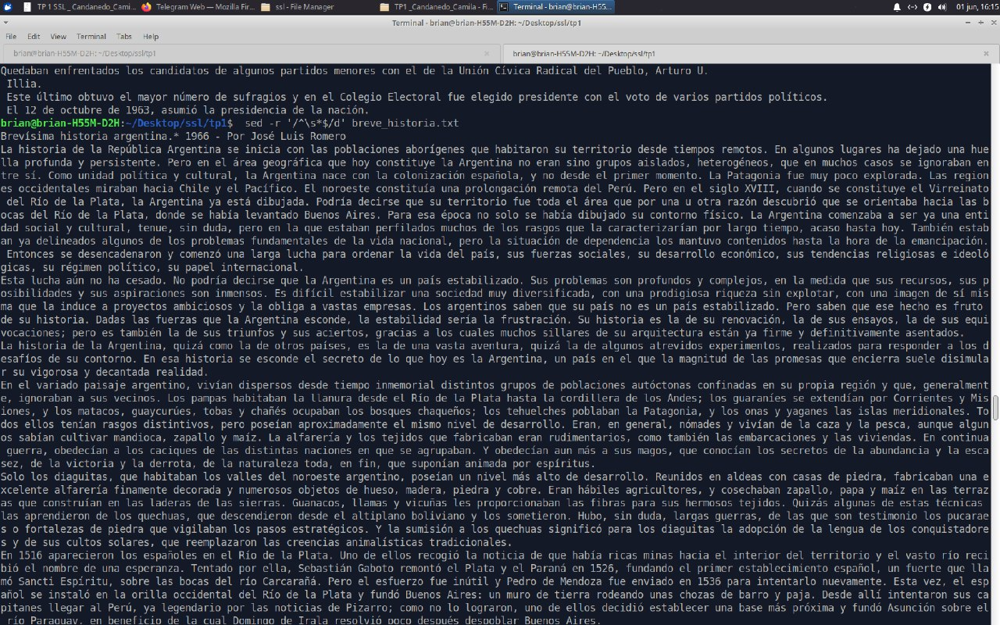 TP 1 SSL _ Candanedo_Cami...
Telegram Web — Mozilla Fir...
ssl - File Manager
TP1 _Candanedo_Camila - Fi...
Terminal - brian@brian-H55...
01 jun, 16:15
Terminal - brian@brian-H55M-D2H: ~/Desktop/ssl/tp1
File Edit View Terminal Tabs Help
brian@brian-H55M-D2H: ~/Desktop/ssl/tp1
brian@brian-H55M-D2H: ~/Desktop/ssl/tp1
Quedaban enfrentados los candidatos de algunos partidos menores con el de la Unión Cívica Radical del Pueblo, Arturo U.
Illia.
Este último obtuvo el mayor número de sufragios y en el Colegio Electoral fue elegido presidente con el voto de varios partidos políticos.
El 12 de octubre de 1963, asumió la presidencia de la nación.
brian@brian-H55M-D2H:~/Desktop/ssl/tp1$ sed -r '/^\s*$/d' breve_historia.txt
Brevísima historia argentina.* 1966 - Por José Luis Romero
La historia de la República Argentina se inicia con las poblaciones aborígenes que habitaron su territorio desde tiempos remotos. En algunos lugares ha dejado una hue
lla profunda y persistente. Pero en el área geográfica que hoy constituye la Argentina no eran sino grupos aislados, heterogéneos, que en muchos casos se ignoraban en
tre sí. Como unidad política y cultural, la Argentina nace con la colonización española, y no desde el primer momento. La Patagonia fue muy poco explorada. Las region
es occidentales miraban hacia Chile y el Pacífico. El noroeste constituía una prolongación remota del Perú. Pero en el siglo XVIII, cuando se constituye el Virreinato
del Río de la Plata, la Argentina ya está dibujada. Podría decirse que su territorio fue toda el área que por una u otra razón descubrió que se orientaba hacia las b
ocas del Río de la Plata, donde se había levantado Buenos Aires. Para esa época no solo se había dibujado su contorno físico. La Argentina comenzaba a ser ya una enti
dad social y cultural, tenue, sin duda, pero en la que estaban perfilados muchos de los rasgos que la caracterizarían por largo tiempo, acaso hasta hoy. También estab
an ya delineados algunos de los problemas fundamentales de la vida nacional, pero la situación de dependencia los mantuvo contenidos hasta la hora de la emancipación.
Entonces se desencadenaron y comenzó una larga lucha para ordenar la vida del país, sus fuerzas sociales, su desarrollo económico, sus tendencias religiosas e ideoló
gicas, su régimen político, su papel internacional.
Esta lucha aún no ha cesado. No podría decirse que la Argentina es un país estabilizado. Sus problemas son profundos y complejos, en la medida que sus recursos, sus p
osibilidades y sus aspiraciones son inmensos. Es difícil estabilizar una sociedad muy diversificada, con una prodigiosa riqueza sin explotar, con una imagen de sí mis
ma que la induce a proyectos ambiciosos y la obliga a vastas empresas. Los argentinos saben que su país no es un país estabilizado. Pero saben que ese hecho es fruto
de su historia. Dadas las fuerzas que la Argentina esconde, la estabilidad sería la frustración. Su historia es la de su renovación, la de sus ensayos, la de sus equi
vocaciones; pero es también la de sus triunfos y sus aciertos, gracias a los cuales muchos sillares de su arquitectura están ya firme y definitivamente asentados.
La historia de la Argentina, quizá como la de otros países, es la de una vasta aventura, quizá la de algunos atrevidos experimentos, realizados para responder a los d
esafíos de su contorno. En esa historia se esconde el secreto de lo que hoy es la Argentina, un país en el que la magnitud de las promesas que encierra suele disimula
r su vigorosa y decantada realidad.
En el variado paisaje argentino, vivían dispersos desde tiempo inmemorial distintos grupos de poblaciones autóctonas confinadas en su propia región y que, generalment
e, ignoraban a sus vecinos. Los pampas habitaban la llanura desde el Río de la Plata hasta la cordillera de los Andes; los guaraníes se extendían por Corrientes y Mis
iones, y los matacos, guaycurúes, tobas y chañés ocupaban los bosques chaqueños; los tehuelches poblaban la Patagonia, y los onas y yaganes las islas meridionales. To
dos ellos tenían rasgos distintivos, pero poseían aproximadamente el mismo nivel de desarrollo. Eran, en general, nómades y vivían de la caza y la pesca, aunque algun
os sabían cultivar mandioca, zapallo y maíz. La alfarería y los tejidos que fabricaban eran rudimentarios, como también las embarcaciones y las viviendas. En continua
guerra, obedecían a los caciques de las distintas naciones en que se agrupaban. Y obedecían aun más a sus magos, que conocían los secretos de la abundancia y la esca
sez, de la victoria y la derrota, de la naturaleza toda, en fin, que suponían animada por espíritus.
Solo los diaguitas, que habitaban los valles del noroeste argentino, poseían un nivel más alto de desarrollo. Reunidos en aldeas con casas de piedra, fabricaban una e
xcelente alfarería finamente decorada y numerosos objetos de hueso, madera, piedra y cobre. Eran hábiles agricultores, y cosechaban zapallo, papa y maíz en las terraz
as que construían en las laderas de las sierras. Guanacos, llamas y vicuñas les proporcionaban las fibras para sus hermosos tejidos. Quizás algunas de estas técnicas
las aprendieron de los quechuas, que descendieron desde el altiplano boliviano y los sometieron. Hubo, sin duda, largas guerras, de las que son testimonio los pucarae
s o fortalezas de piedra que vigilaban los pasos estratégicos. Y la sumisión a los quechuas significó para los diaguitas la adopción de la lengua de los conquistadore
s y de sus cultos solares, que reemplazaron las creencias animalísticas tradicionales.
En 1516 aparecieron los españoles en el Río de la Plata. Uno de ellos recogió la noticia de que había ricas minas hacia el interior del territorio y el vasto río reci
bió el nombre de una esperanza. Tentado por ella, Sebastián Gaboto remontó el Plata y el Paraná en 1526, fundando el primer establecimiento español, un fuerte que lla
mó Sancti Espíritu, sobre las bocas del río Carcarañá. Pero el esfuerzo fue inútil y Pedro de Mendoza fue enviado en 1536 para intentarlo nuevamente. Esta vez, el esp
añol se instaló en la orilla occidental del Río de la Plata y fundó Buenos Aires: un muro de tierra rodeando unas chozas de barro y paja. Desde allí intentaron sus ca
pitanes llegar al Perú, ya legendario por las noticias de Pizarro; como no lo lograron, uno de ellos decidió establecer una base más próxima y fundó Asunción sobre el
río Paraguay, en beneficio de la cual Domingo de Irala resolvió poco después despoblar Buenos Aires.